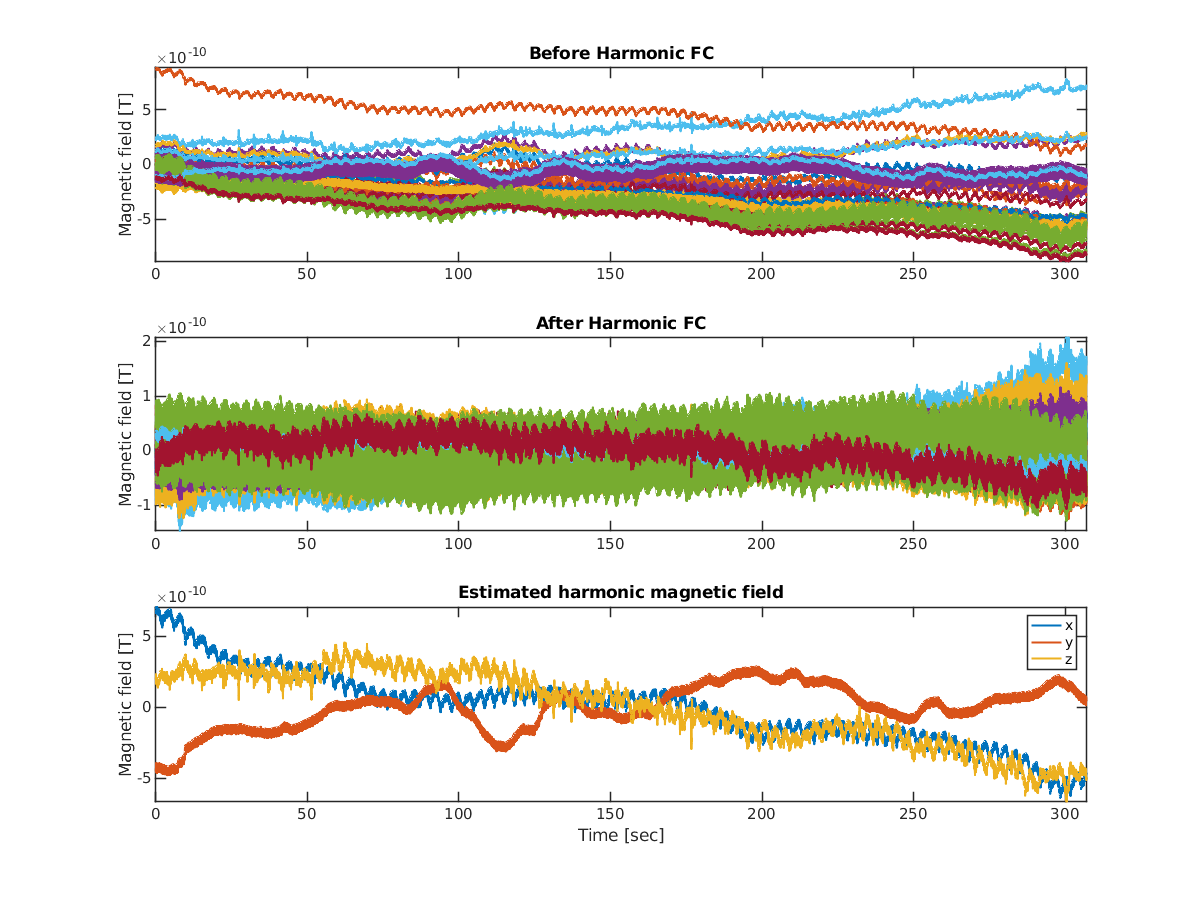 Before Harmonic FC
×10-10
Magnetic field [T]
5
0
-5
0 50 100 150 200 250 300
After Harmonic FC
×10-10
Magnetic field [T]
2
1
0
-1
0 50 100 150 200 250 300
Estimated harmonic magnetic field
×10-10
Magnetic field [T]
5
0
-5
x
y
z
0 50 100 150 200 250 300
Time [sec]